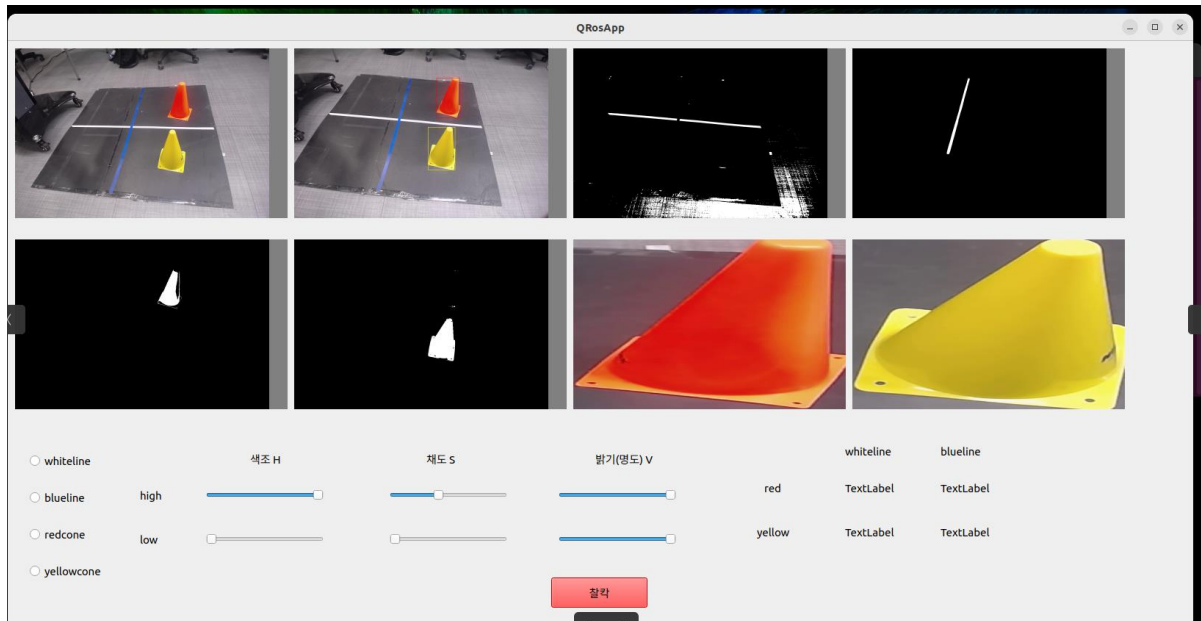 QRosApp
whiteline
blueline
redcone
yellowcone
색조 H
채도 S
밝기(명도) V
high
low
whiteline blueline
red TextLabel TextLabel
yellow TextLabel TextLabel
찰칵